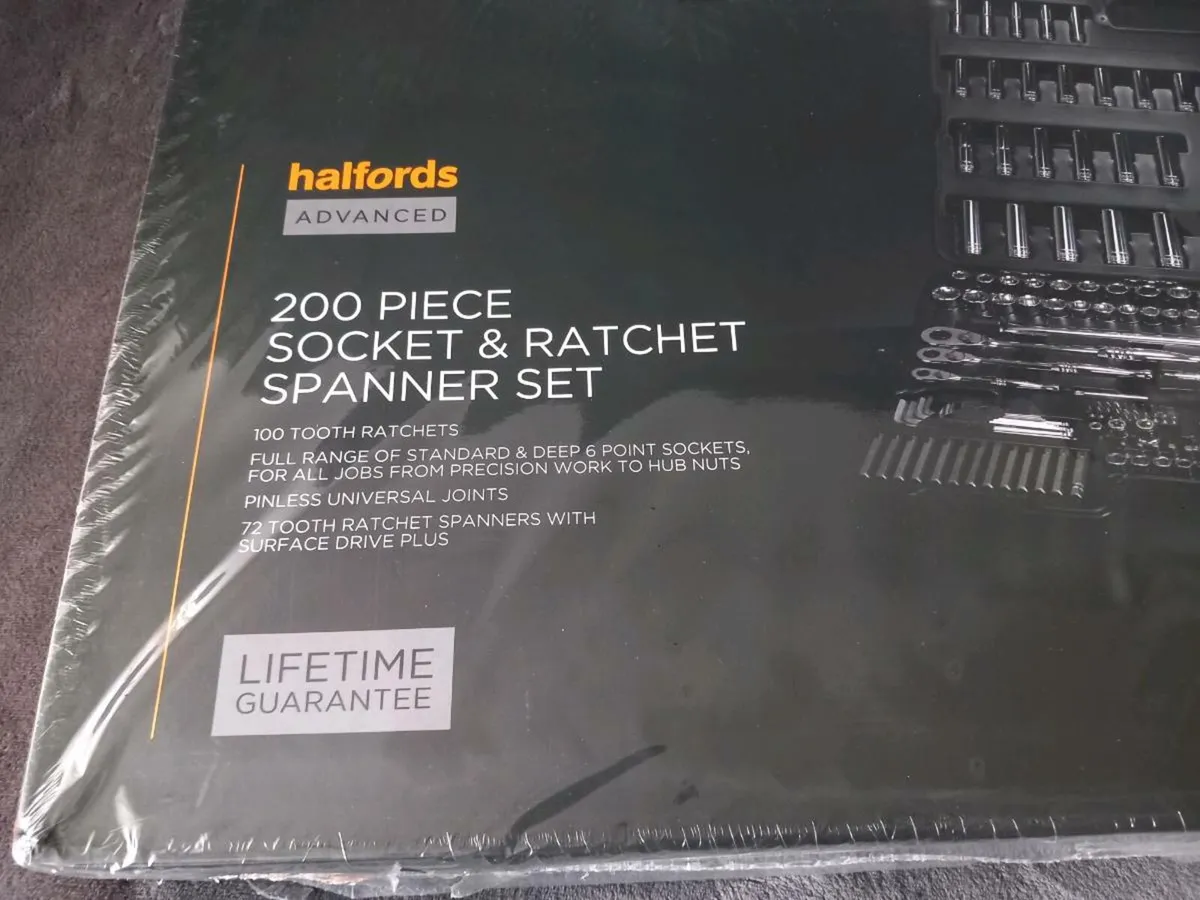 halfords
ADVANCED
200 PIECE
SOCKET & RATCHET
SPANNER SET
100 TOOTH RATCHETS
FULL RANGE OF STANDARD & DEEP 6 POINT SOCKETS,
FOR ALL JOBS FROM PRECISION WORK TO HUB NUTS
PINLESS UNIVERSAL JOINTS
72 TOOTH RATCHET SPANNERS WITH
SURFACE DRIVE PLUS
LIFETIME
GUARANTEE